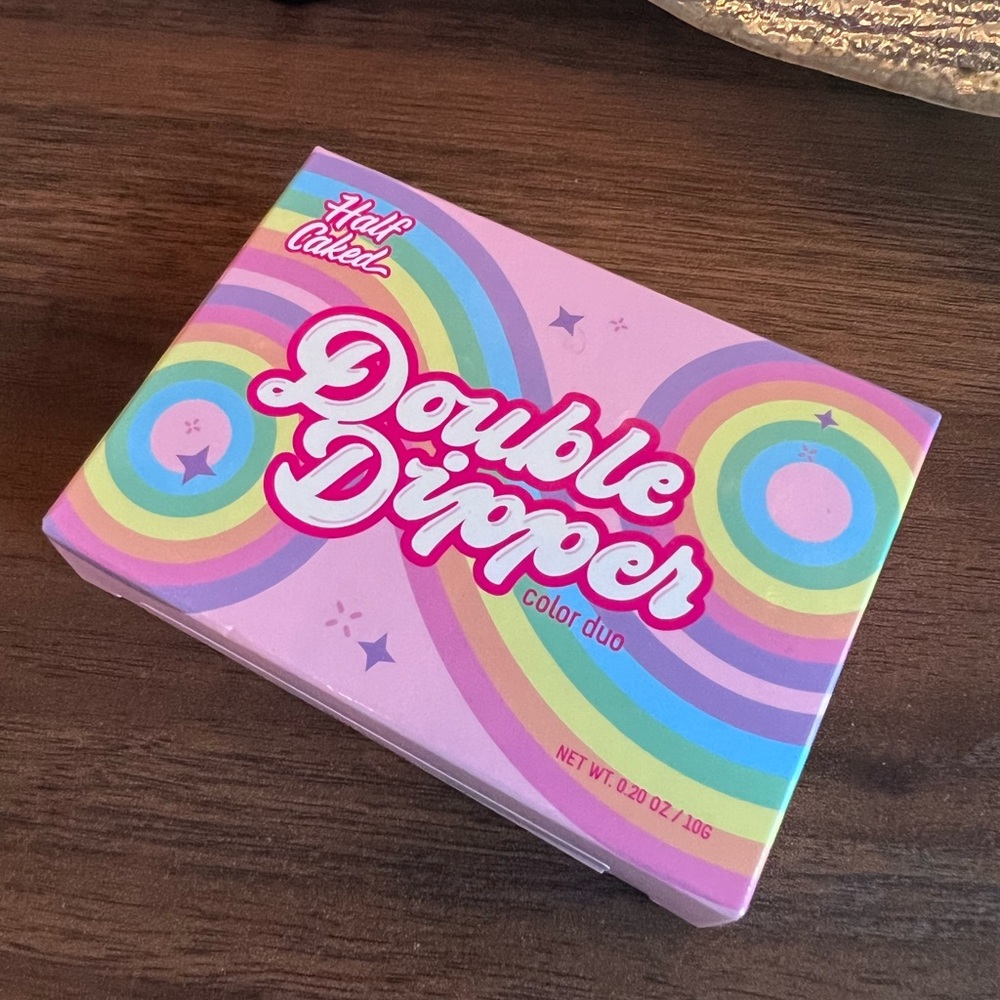 Half
Caked
Double
Dipper
color duo
NET WT. 0.20 OZ / 10G